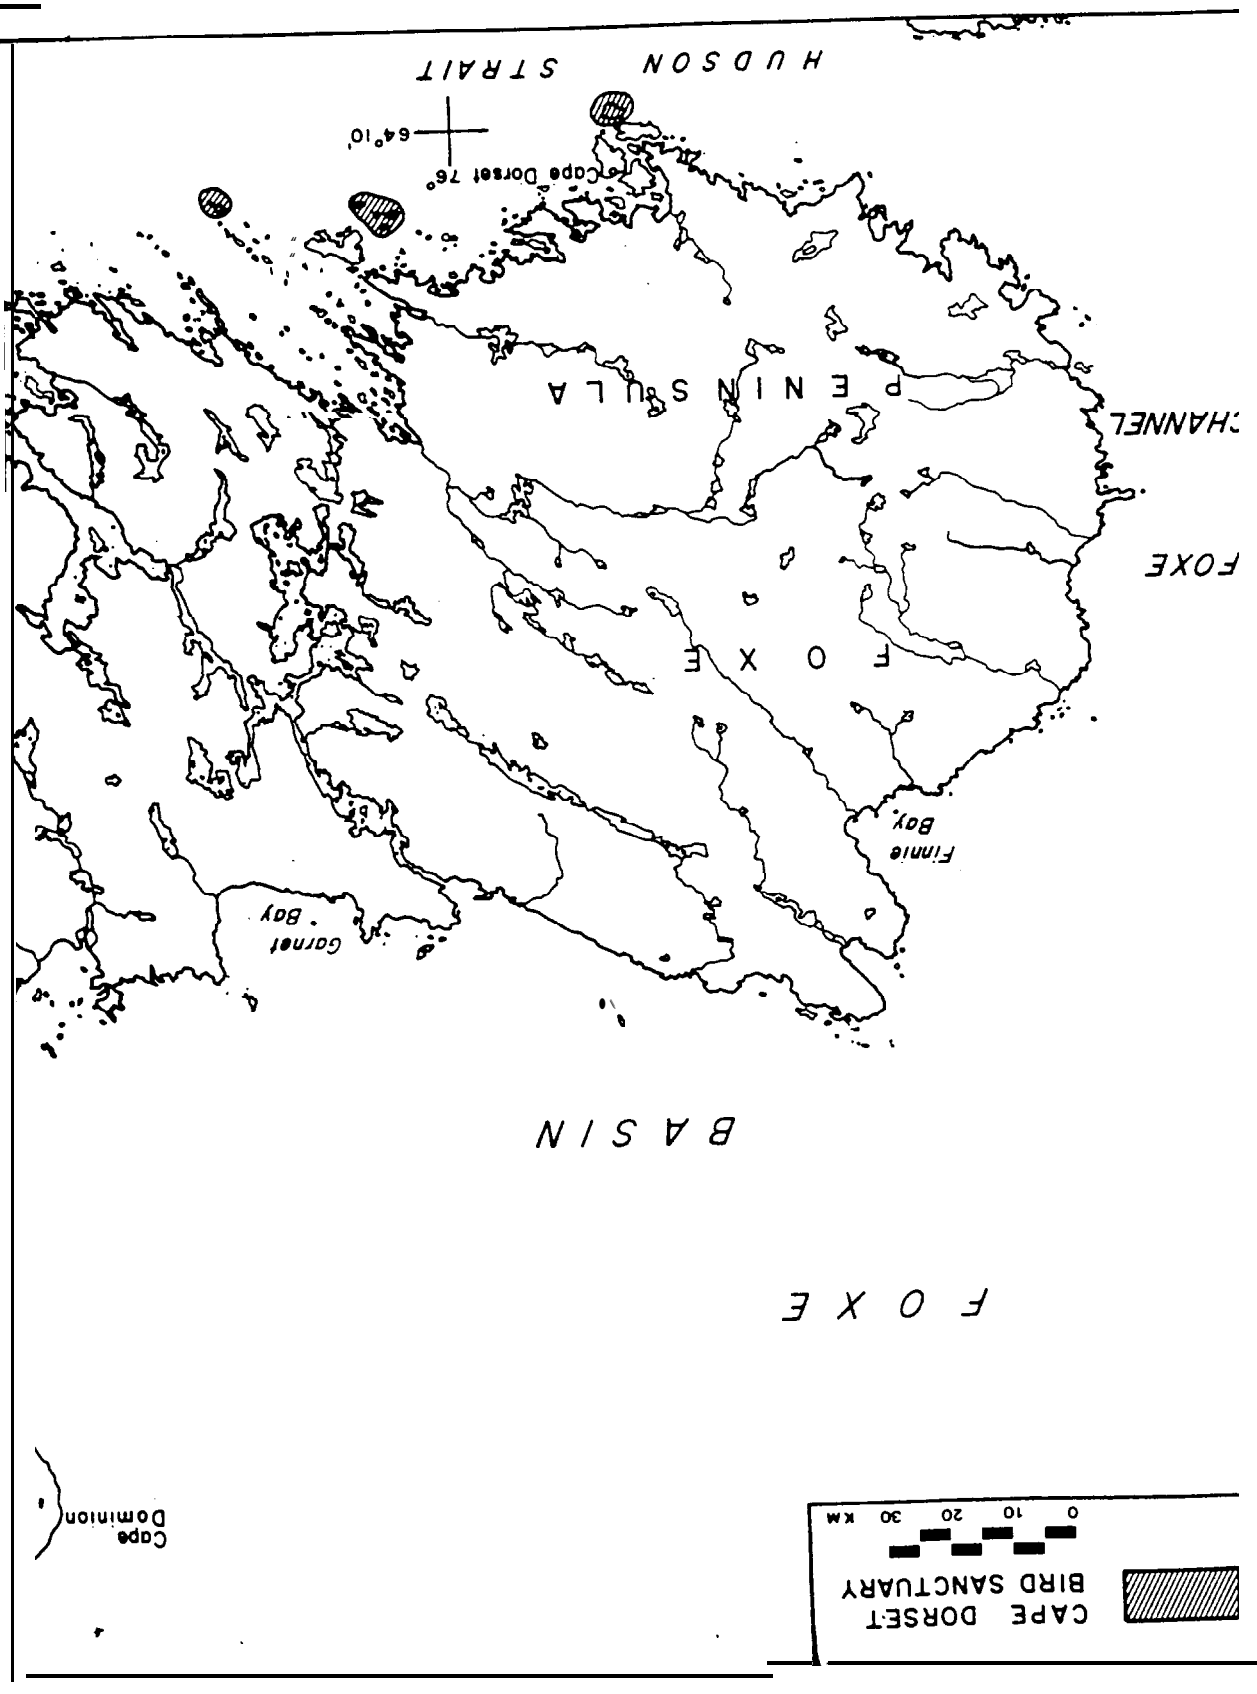 CAPE DORSET
BIRD SANCTUARY
0 10 20 30 KM
Cape
Dominion
FOXE
BASIN
Garnet
Bay
Finnie
Bay
FOXE
FOXE
CHANNEL
PENINSULA
Cape Dorset 76°
64°10'
HUDSON STRAIT